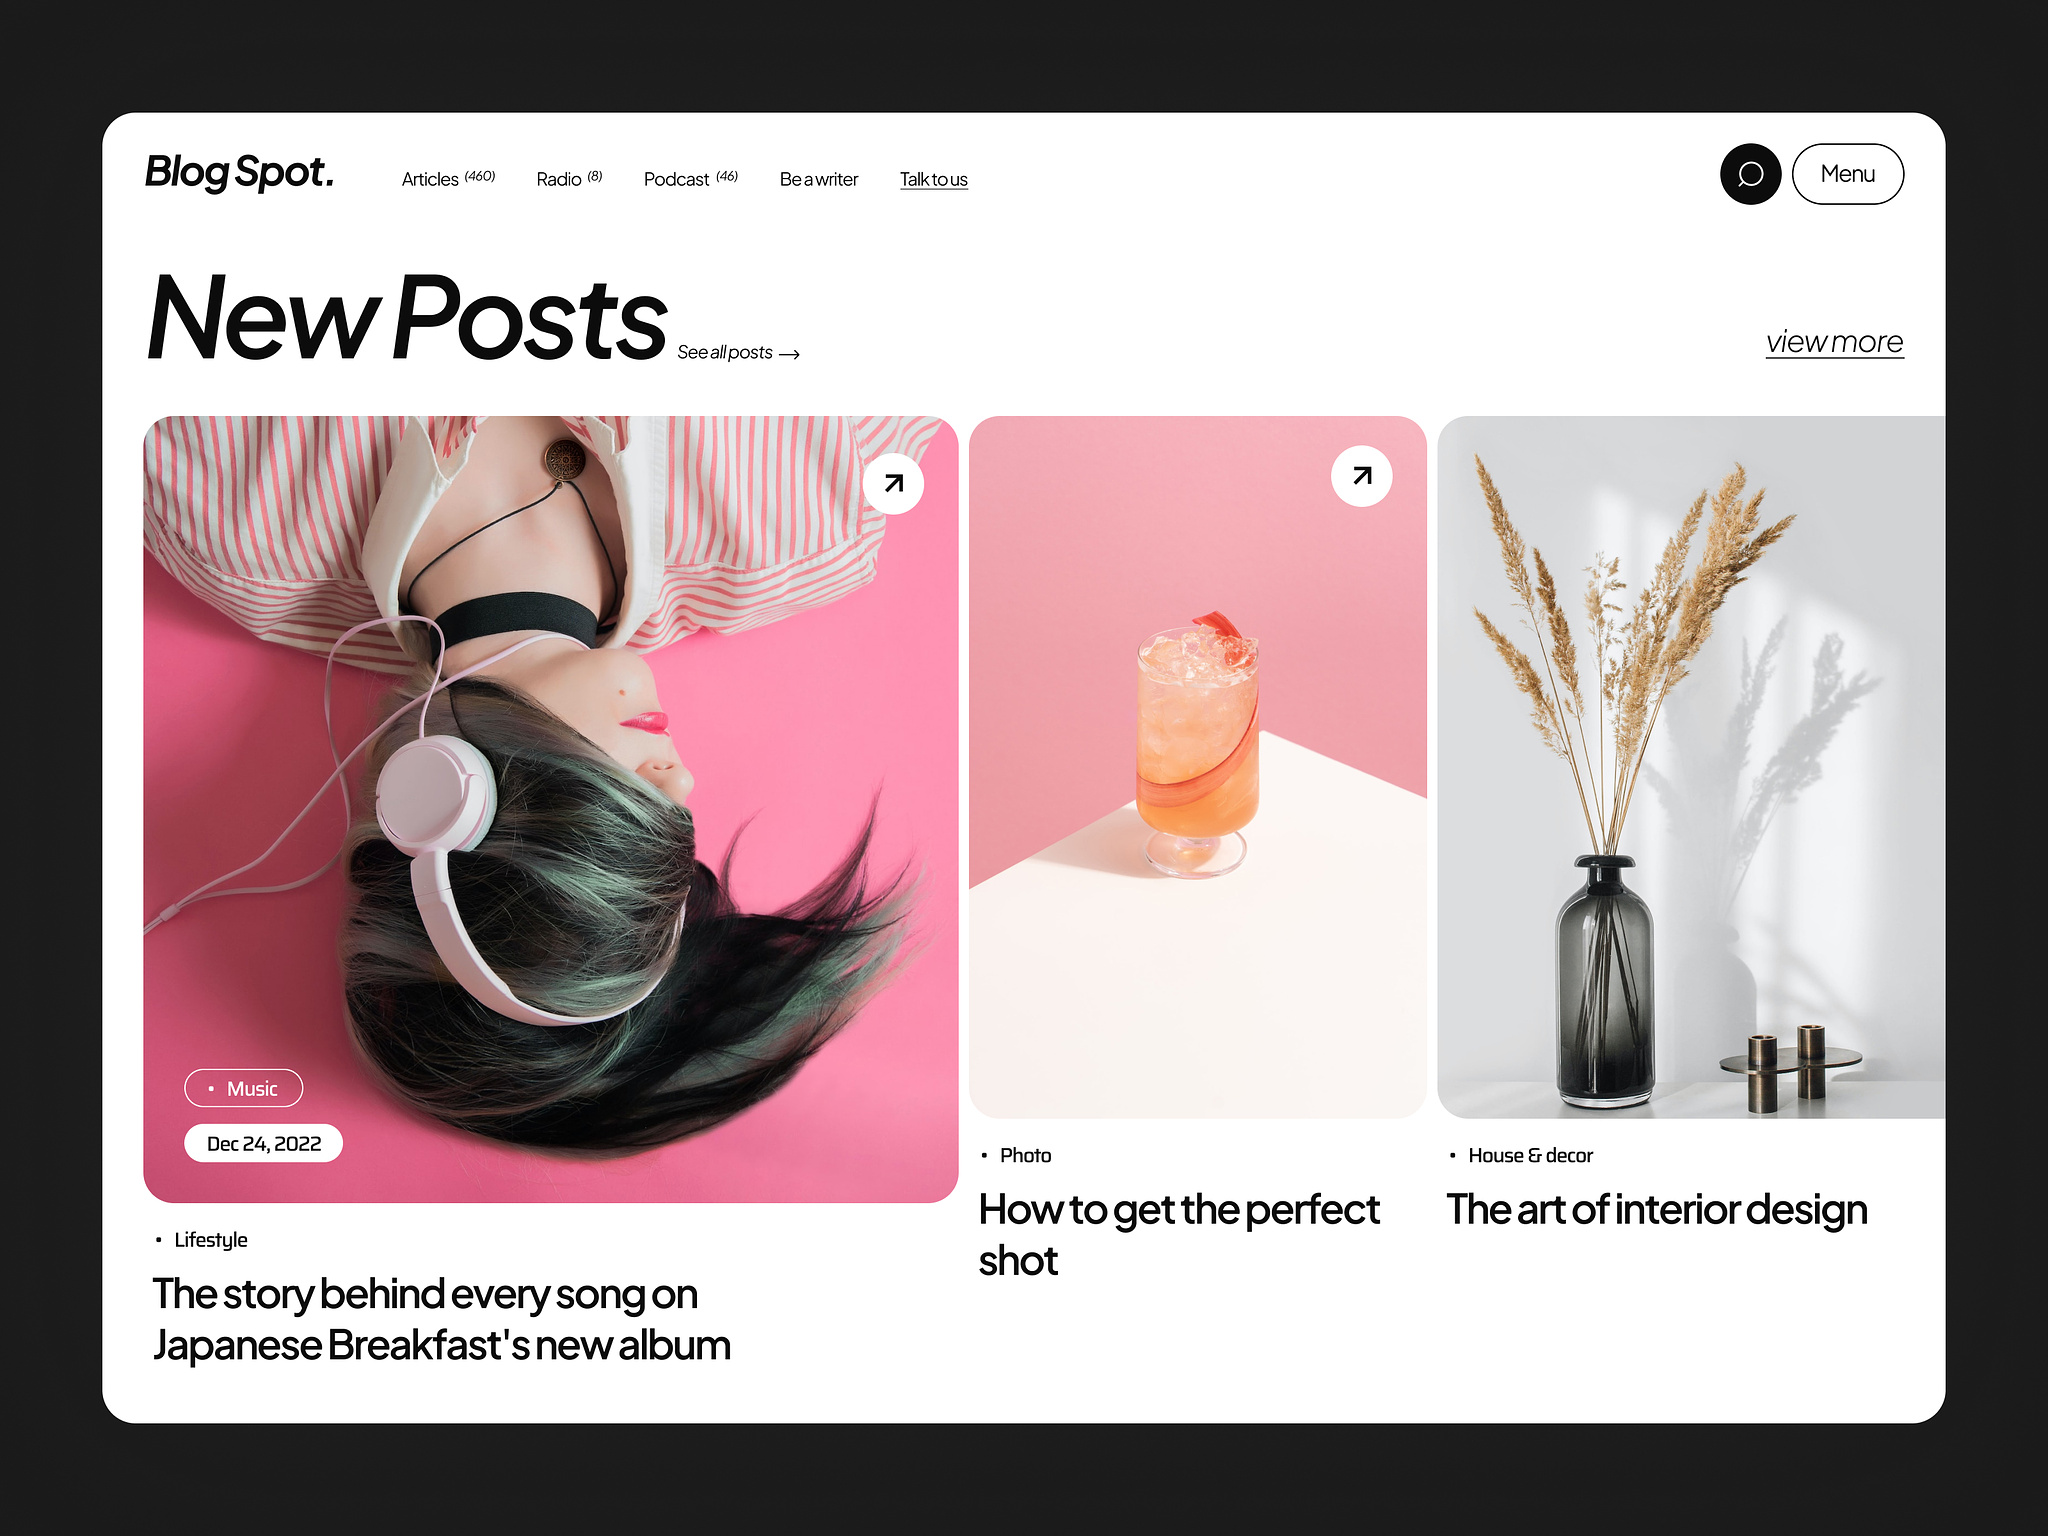 Blog Spot.
Articles (460)
Radio (8)
Podcast (46)
Be a writer
Talk to us
Menu
New Posts
See all posts →
view more
• Music
Dec 24, 2022
• Lifestyle
The story behind every song on
Japanese Breakfast's new album
• Photo
How to get the perfect
shot
• House & decor
The art of interior design